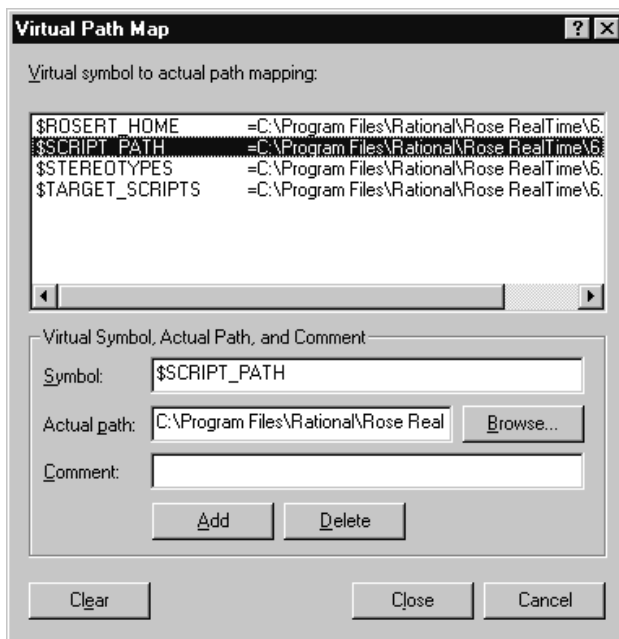 Virtual Path Map
Virtual symbol to actual path mapping:
$ROSERT_HOME =C:\Program Files\Rational\Rose RealTime\6.
$SCRIPT_PATH =C:\Program Files\Rational\Rose RealTime\6.
$STEREOTYPES =C:\Program Files\Rational\Rose RealTime\6.
$TARGET_SCRIPTS =C:\Program Files\Rational\Rose RealTime\6.
Virtual Symbol, Actual Path, and Comment
Symbol: $SCRIPT_PATH
Actual path: C:\Program Files\Rational\Rose Real Browse...
Comment:
Add Delete
Clear Close Cancel